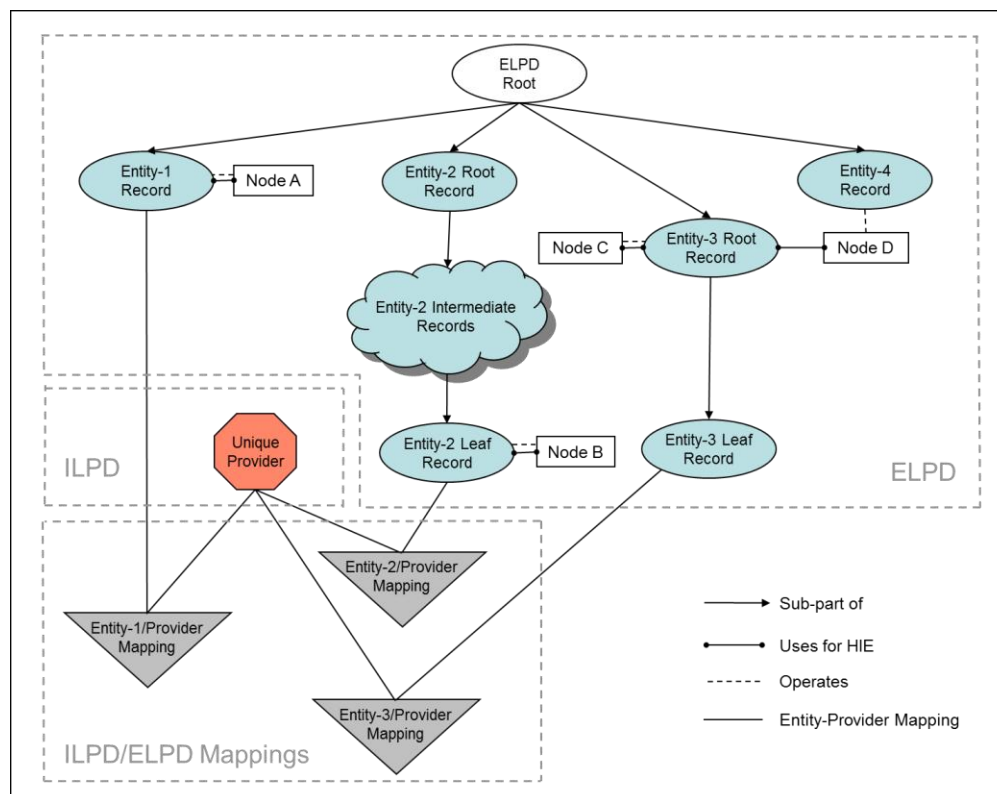 ELPD
Root
Entity-1
Record
Node A
Entity-2 Root
Record
Entity-4
Record
Node C
Entity-3 Root
Record
Node D
Entity-2 Intermediate
Records
ILPD
Unique
Provider
Entity-2 Leaf
Record
Node B
Entity-3 Leaf
Record
ELPD
Entity-2/Provider
Mapping
Entity-1/Provider
Mapping
Entity-3/Provider
Mapping
ILPD/ELPD Mappings
Sub-part of
Uses for HIE
Operates
Entity-Provider Mapping